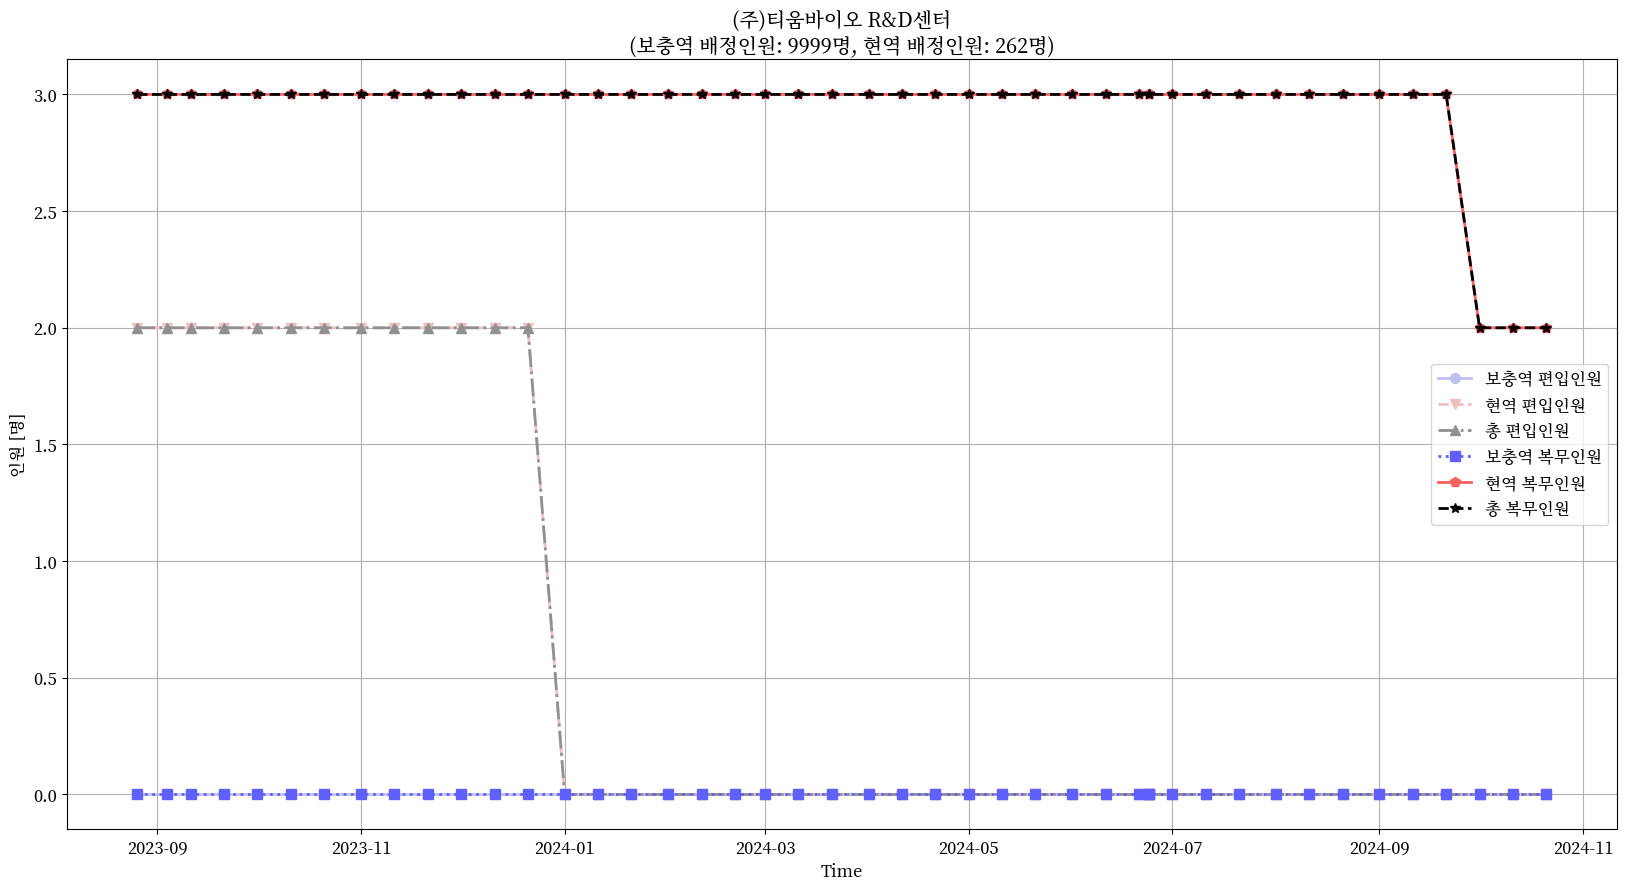 (주)티움바이오 R&D센터
(보충역 배정인원: 9999명, 현역 배정인원: 262명)
3.0
2.5
2.0
1.5
1.0
0.5
0.0
인원 [명]
보충역 편입인원
현역 편입인원
총 편입인원
보충역 복무인원
현역 복무인원
총 복무인원
2023-09
2023-11
2024-01
2024-03
2024-05
2024-07
2024-09
2024-11
Time